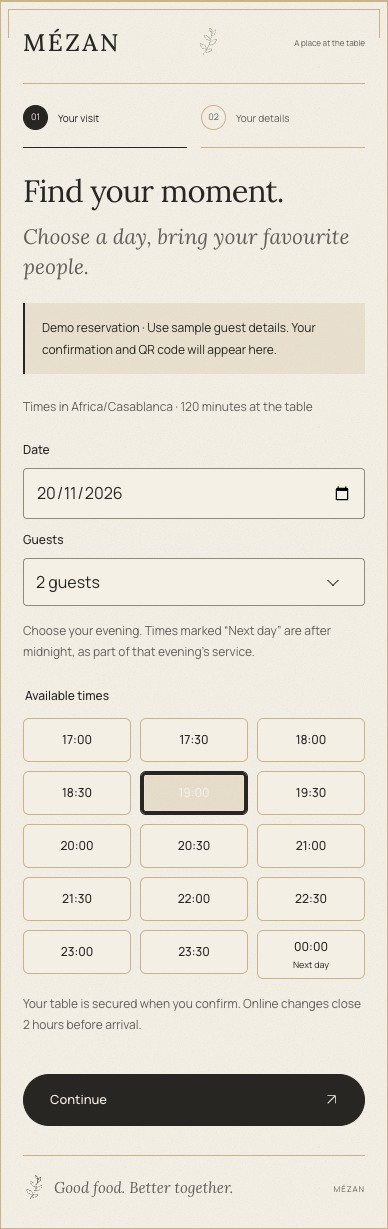 MÉZAN
A place at the table
01 Your visit
02 Your details
Find your moment.
Choose a day, bring your favourite
people.
Demo reservation · Use sample guest details. Your
confirmation and QR code will appear here.
Times in Africa/Casablanca · 120 minutes at the table
Date
20/11/2026
Guests
2 guests
Choose your evening. Times marked “Next day” are after
midnight, as part of that evening’s service.
Available times
17:00
17:30
18:00
18:30
19:00
19:30
20:00
20:30
21:00
21:30
22:00
22:30
23:00
23:30
00:00
Next day
Your table is secured when you confirm. Online changes close
2 hours before arrival.
Continue
Good food. Better together.
MÉZAN